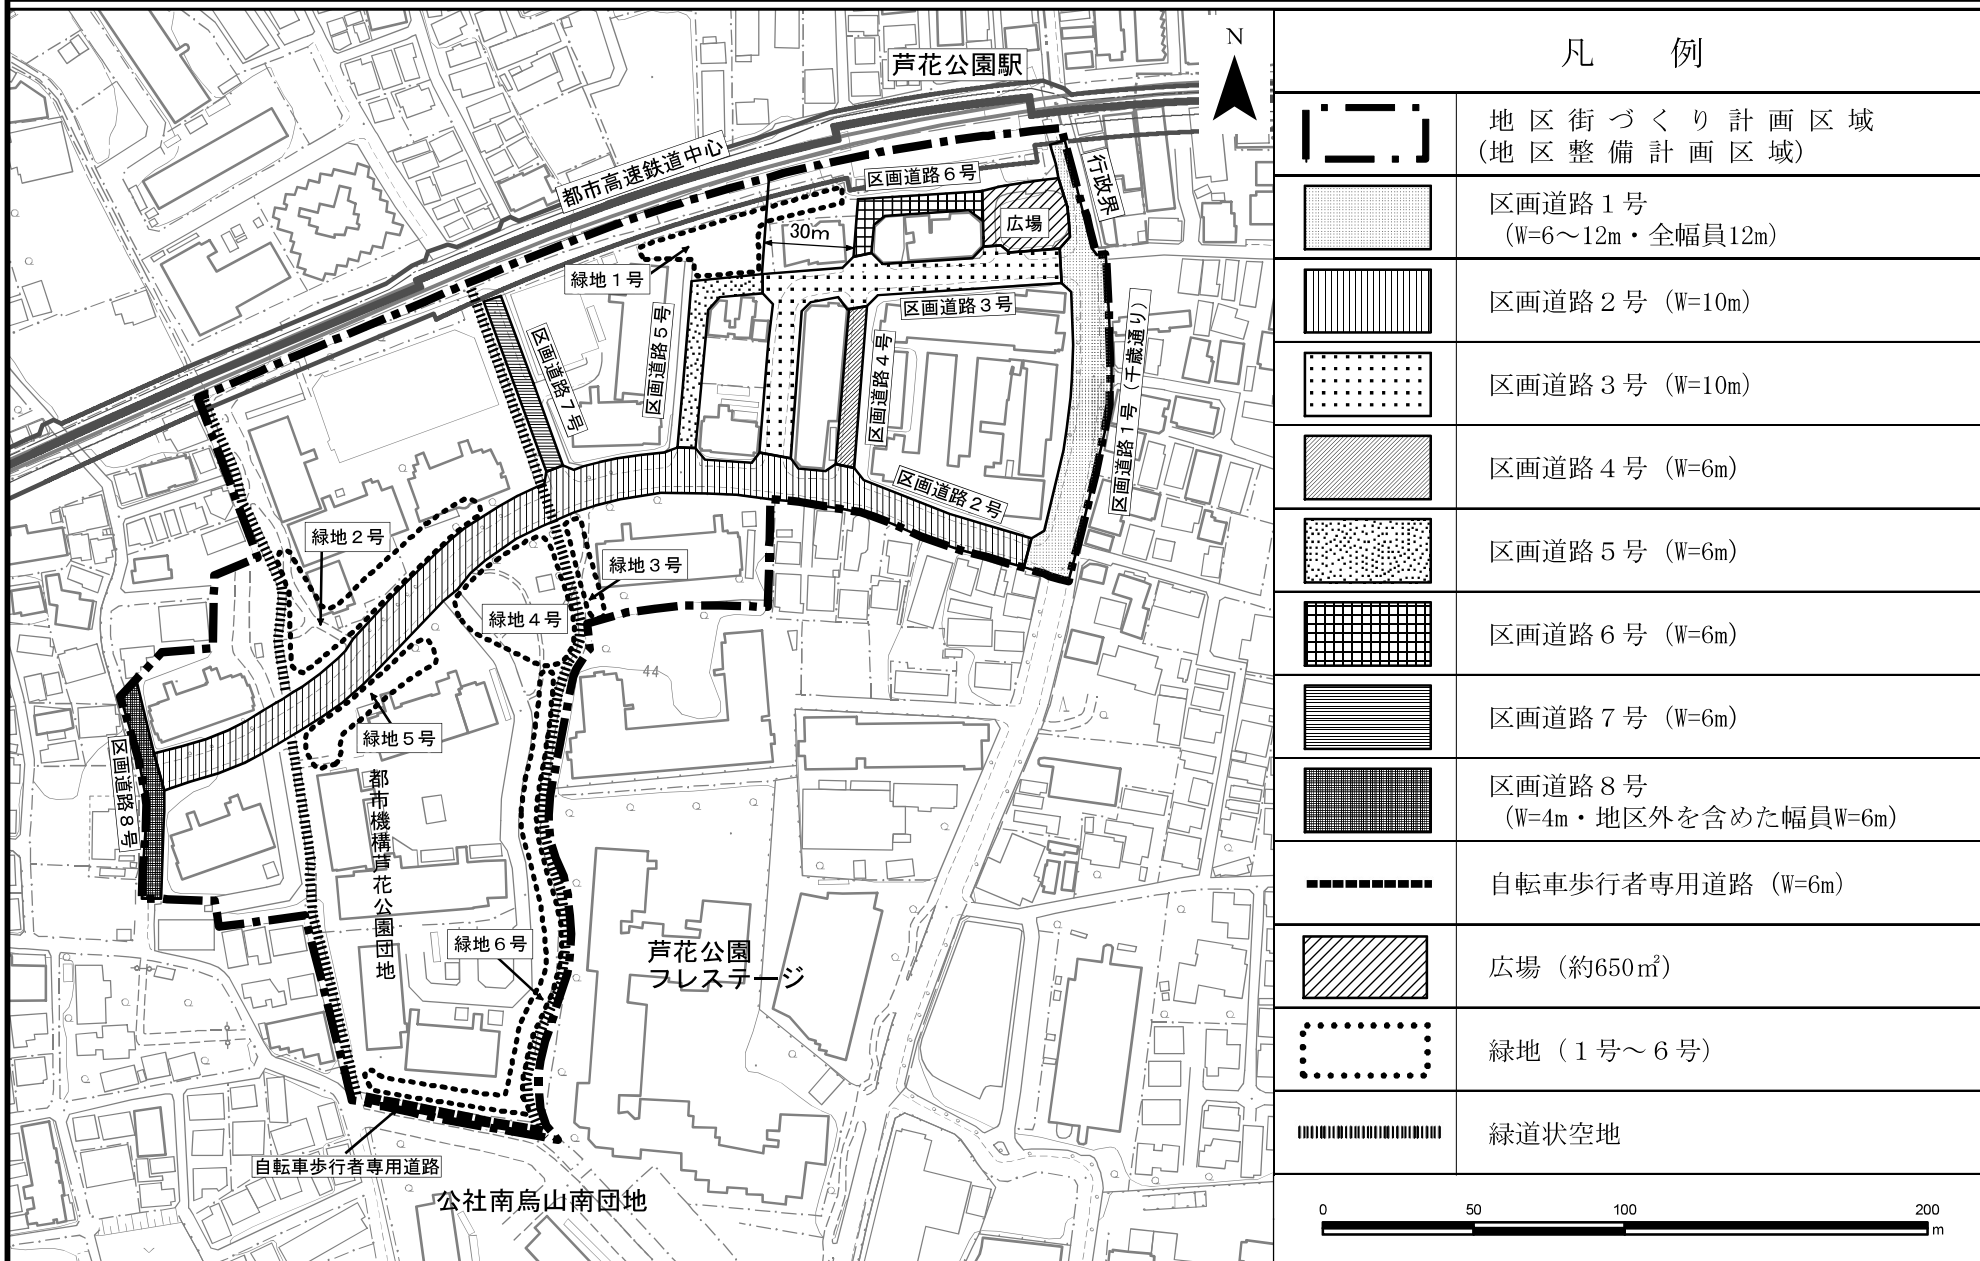 芦花公園駅
N
都市高速鉄道中心
区画道路6号
行政界
広場
30m
緑地1号
区画道路3号
区画道路5号
区画道路7号
区画道路4号
区画道路1号（千歳通り）
区画道路2号
緑地2号
緑地3号
緑地4号
44
緑地5号
区画道路8号
都市機構芦花公園団地
緑地6号
芦花公園
フレステージ
自転車歩行者専用道路
公社南烏山南団地
凡 例
地区街づくり計画区域
(地区整備計画区域)
区画道路１号
（W=6～12m・全幅員12m）
区画道路２号（W=10m）
区画道路３号（W=10m）
区画道路４号（W=6m）
区画道路５号（W=6m）
区画道路６号（W=6m）
区画道路７号（W=6m）
区画道路８号
（W=4m・地区外を含めた幅員W=6m）
自転車歩行者専用道路（W=6m）
広場（約650㎡）
緑地（１号～６号）
緑道状空地
0 50 100 200
m